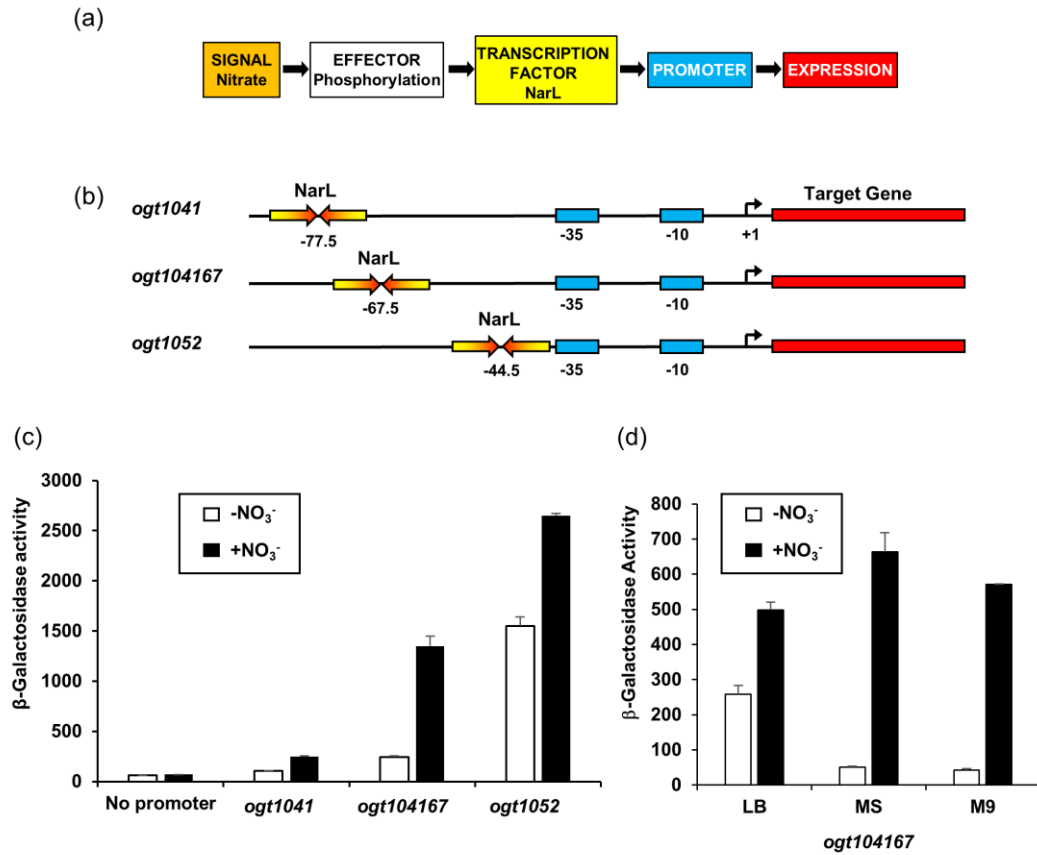 (a)
SIGNAL
Nitrate
EFFECTOR
Phosphorylation
TRANSCRIPTION
FACTOR
NarL
PROMOTER
EXPRESSION
(b)
ogt1041
NarL
-77.5
-35
-10
+1
Target Gene
ogt104167
NarL
-67.5
-35
-10
ogt1052
NarL
-44.5
-35
-10
(c)
β-Galactosidase activity
3000
2500
2000
1500
1000
500
0
-NO₃⁻
+NO₃⁻
No promoter
ogt1041
ogt104167
ogt1052
(d)
β-Galactosidase Activity
800
700
600
500
400
300
200
100
0
-NO₃⁻
+NO₃⁻
LB
MS
M9
ogt104167